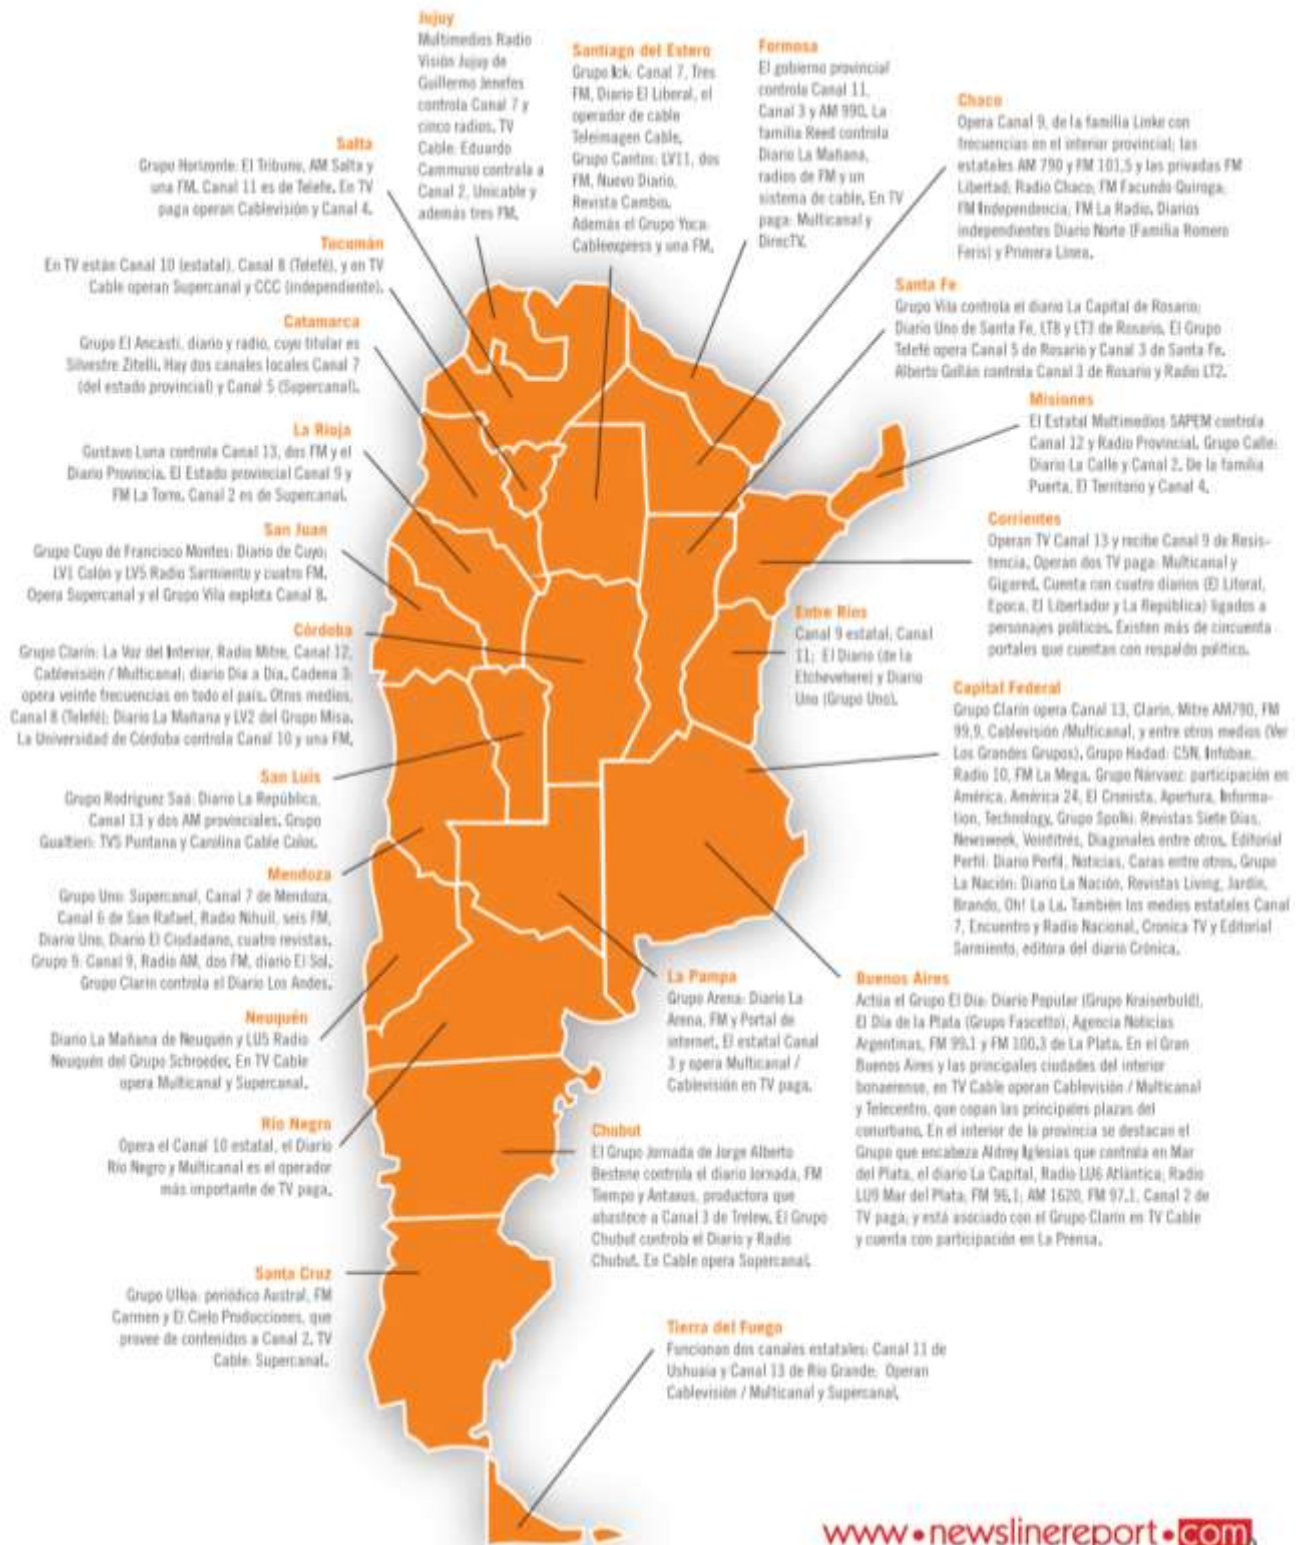 Jujuy
Multimedios Radio
Visión Jujuy de
Guillermo Jenefes
controla Canal 7 y
cinco radios. TV
Cable: Eduardo
Cammuso controla a
Canal 2, Unicable y
además tres FM.
Santiago del Estero
Grupo Ick: Canal 7, Tres
FM, Diario El Liberal, el
operador de cable
Teleimagen Cable.
Grupo Cantos: LV11, dos
FM, Nuevo Diario,
Revista Cambio.
Además el Grupo Yoca:
Cableexpress y una FM.
Formosa
El gobierno provincial
controla Canal 11,
Canal 3 y AM 990. La
familia Reed controla
Diario La Mañana,
radios de FM y un
sistema de cable. En TV
paga: Multicanal y
DirecTV.
Chaco
Opera Canal 9, de la familia Linke con
frecuencias en el interior provincial; las
estatales AM 790 y FM 101,5 y las privadas FM
Libertad; Radio Chaco, FM Facundo Quiroga;
FM Independencia; FM La Radio. Diarios
independientes Diario Norte (Familia Romero
Feris) y Primera Línea.
Salta
Grupo Horizonte: El Tribuno, AM Salta y
una FM. Canal 11 es de Telefe. En TV
paga operan Cablevisión y Canal 4.
Tucumán
En TV están Canal 10 (estatal), Canal 8 (Telefé), y en TV
Cable operan Supercanal y CCC (independiente).
Catamarca
Grupo El Ancasti, diario y radio, cuyo titular es
Silvestre Zitelli. Hay dos canales locales Canal 7
(del estado provincial) y Canal 5 (Supercanal).
La Rioja
Gustavo Luna controla Canal 13, dos FM y el
Diario Provincia. El Estado provincial Canal 9 y
FM La Torre. Canal 2 es de Supercanal.
San Juan
Grupo Cuyo de Francisco Montes: Diario de Cuyo;
LV1 Colón y LV5 Radio Sarmiento y cuatro FM.
Opera Supercanal y el Grupo Vila explota Canal 8.
Córdoba
Grupo Clarín: La Voz del Interior, Radio Mitre, Canal 12,
Cablevisión / Multicanal; diario Día a Día. Cadena 3:
opera veinte frecuencias en todo el país. Otros medios,
Canal 8 (Telefé); Diario La Mañana y LV2 del Grupo Misa.
La Universidad de Córdoba controla Canal 10 y una FM.
San Luis
Grupo Rodríguez Saá: Diario La República,
Canal 13 y dos AM provinciales. Grupo
Gualtieri: TV5 Puntana y Carolina Cable Color.
Mendoza
Grupo Uno: Supercanal, Canal 7 de Mendoza,
Canal 6 de San Rafael, Radio Nihuil, seis FM,
Diario Uno, Diario El Ciudadano, cuatro revistas.
Grupo 9: Canal 9, Radio AM, dos FM, diario El Sol.
Grupo Clarín controla el Diario Los Andes.
Neuquén
Diario La Mañana de Neuquén y LU5 Radio
Neuquén del Grupo Schroeder. En TV Cable
opera Multicanal y Supercanal.
Río Negro
Opera el Canal 10 estatal, el Diario
Río Negro y Multicanal es el operador
más importante de TV paga.
Santa Cruz
Grupo Ulloa: periódico Austral, FM
Carmen y El Cielo Producciones, que
provee de contenidos a Canal 2. TV
Cable: Supercanal.
Santa Fe
Grupo Vila controla el diario La Capital de Rosario;
Diario Uno de Santa Fe, LT8 y LT3 de Rosario. El Grupo
Telefé opera Canal 5 de Rosario y Canal 3 de Santa Fe.
Alberto Gollán controla Canal 3 de Rosario y Radio LT2.
Misiones
El Estatal Multimedios SAPEM controla
Canal 12 y Radio Provincial. Grupo Calle:
Diario La Calle y Canal 2. De la familia
Puerta, El Territorio y Canal 4.
Corrientes
Operan TV Canal 13 y recibe Canal 9 de Resis-
tencia. Operan dos TV paga: Multicanal y
Gigared. Cuenta con cuatro diarios (El Litoral,
Epoca, El Libertador y La República) ligados a
personajes políticos. Existen más de cincuenta
portales que cuentan con respaldo político.
Entre Ríos
Canal 9 estatal, Canal
11; El Diario (de la
Etchevehere) y Diario
Uno (Grupo Uno).
Capital Federal
Grupo Clarín opera Canal 13, Clarín, Mitre AM790, FM
99.9, Cablevisión /Multicanal, y entre otros medios (Ver
Los Grandes Grupos). Grupo Hadad: C5N, Infobae,
Radio 10, FM La Mega. Grupo Nárvaez: participación en
América, América 24, El Cronista, Apertura, Informa-
tion, Technology, Grupo Spolki: Revistas Siete Días,
Newsweek, Veintitrés, Diagonales entre otros. Editorial
Perfil: Diario Perfil, Noticias, Caras entre otros. Grupo
La Nación: Diario La Nación, Revistas Living, Jardín,
Brando, Oh! La La. También los medios estatales Canal
7, Encuentro y Radio Nacional, Cronica TV y Editorial
Sarmiento, editora del diario Crónica.
La Pampa
Grupo Arena: Diario La
Arena, FM y Portal de
internet. El estatal Canal
3 y opera Multicanal /
Cablevisión en TV paga.
Buenos Aires
Actúa el Grupo El Día: Diario Popular (Grupo Kraiserbuld),
El Día de la Plata (Grupo Fascetto), Agencia Noticias
Argentinas, FM 99.1 y FM 100.3 de La Plata. En el Gran
Buenos Aires y las principales ciudades del interior
bonaerense, en TV Cable operan Cablevisión / Multicanal
y Telecentro, que copan las principales plazas del
conurbano. En el interior de la provincia se destacan el
Grupo que encabeza Aldrey Iglesias que controla en Mar
del Plata, el diario La Capital, Radio LU6 Atlántica; Radio
LU9 Mar del Plata; FM 96.1; AM 1620, FM 97.1, Canal 2 de
TV paga; y está asociado con el Grupo Clarín en TV Cable
y cuenta con participación en La Prensa.
Chubut
El Grupo Jornada de Jorge Alberto
Bestene controla el diario Jornada, FM
Tiempo y Antaxus, productora que
abastece a Canal 3 de Trelew. El Grupo
Chubut controla el Diario y Radio
Chubut. En Cable opera Supercanal.
Tierra del Fuego
Funcionan dos canales estatales: Canal 11 de
Ushuaia y Canal 13 de Río Grande. Operan
Cablevisión / Multicanal y Supercanal.
www•newslinereport•com